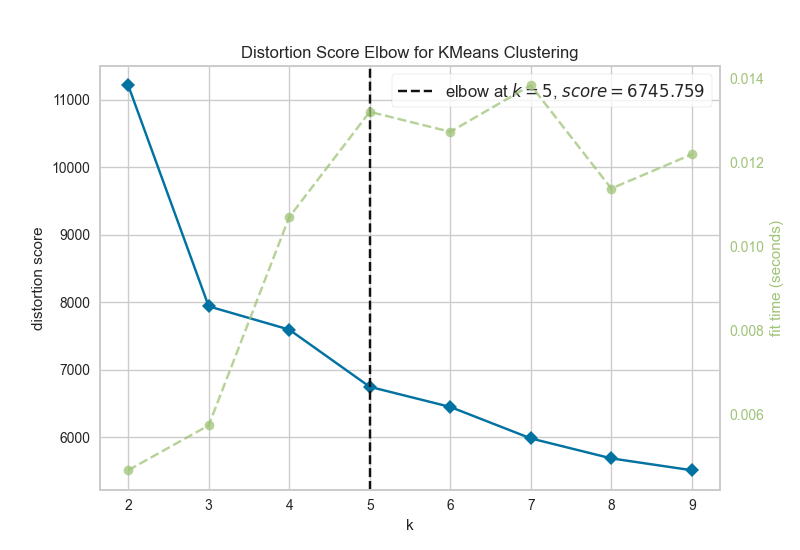 Distortion Score Elbow for KMeans Clustering
elbow at k = 5, score = 6745.759
distortion score
11000
10000
9000
8000
7000
6000
0.014
0.012
0.010
0.008
0.006
fit time (seconds)
2 3 4 5 6 7 8 9
k